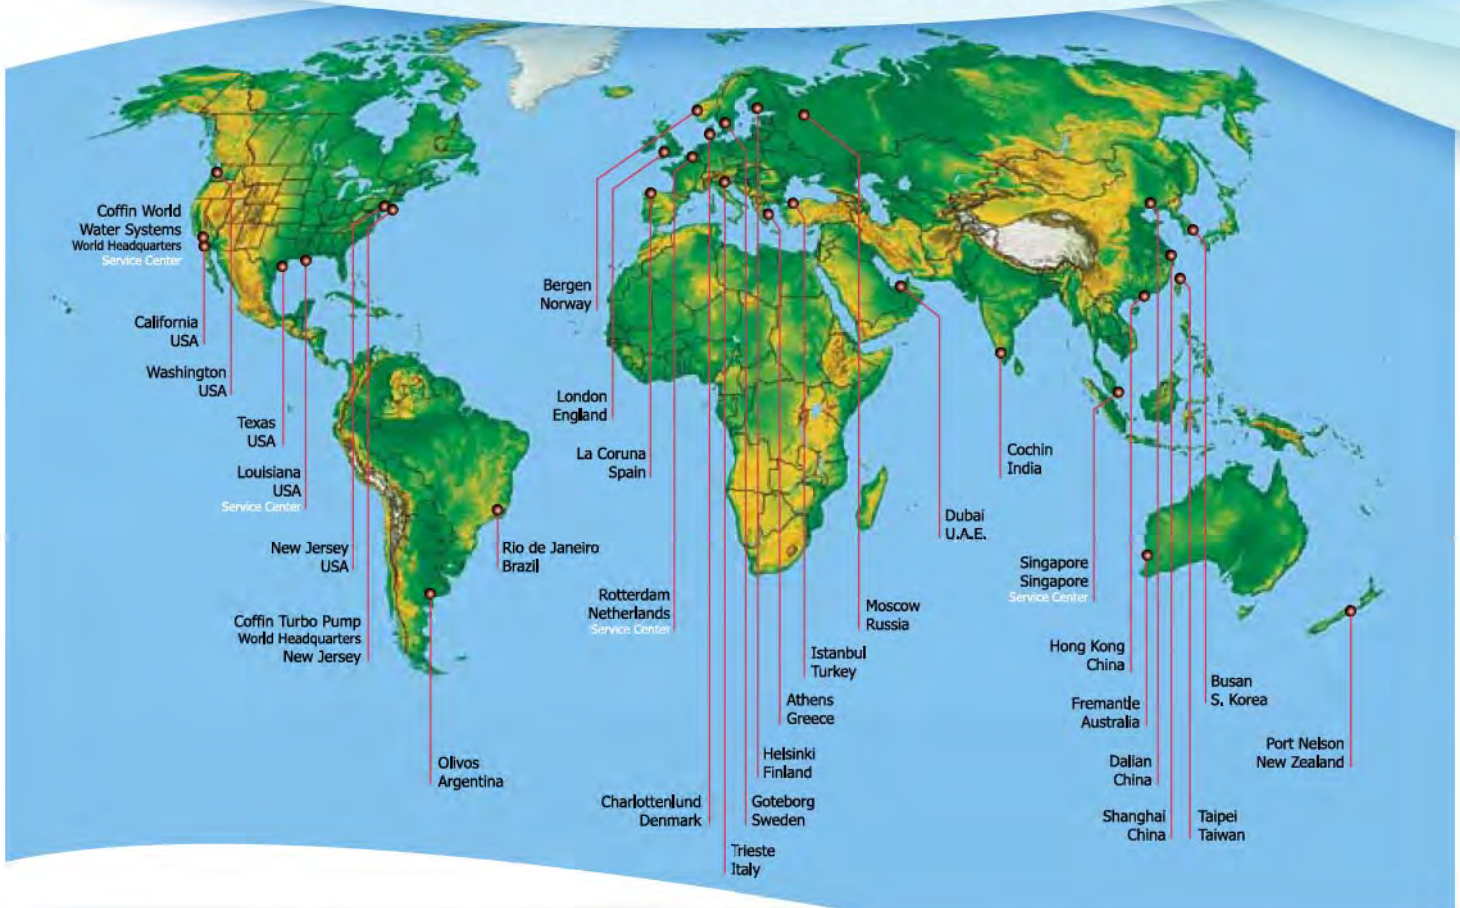 Coffin World
Water Systems
World Headquarters
Service Center
California
USA
Washington
USA
Texas
USA
Louisiana
USA
Service Center
New Jersey
USA
Coffin Turbo Pump
World Headquarters
New Jersey
Rio de Janeiro
Brazil
Olivos
Argentina
Bergen
Norway
London
England
La Coruna
Spain
Rotterdam
Netherlands
Service Center
Charlottenlund
Denmark
Trieste
Italy
Goteborg
Sweden
Helsinki
Finland
Athens
Greece
Istanbul
Turkey
Moscow
Russia
Dubai
U.A.E.
Cochin
India
Singapore
Singapore
Service Center
Hong Kong
China
Fremantle
Australia
Dalian
China
Shanghai
China
Taipei
Taiwan
Busan
S. Korea
Port Nelson
New Zealand